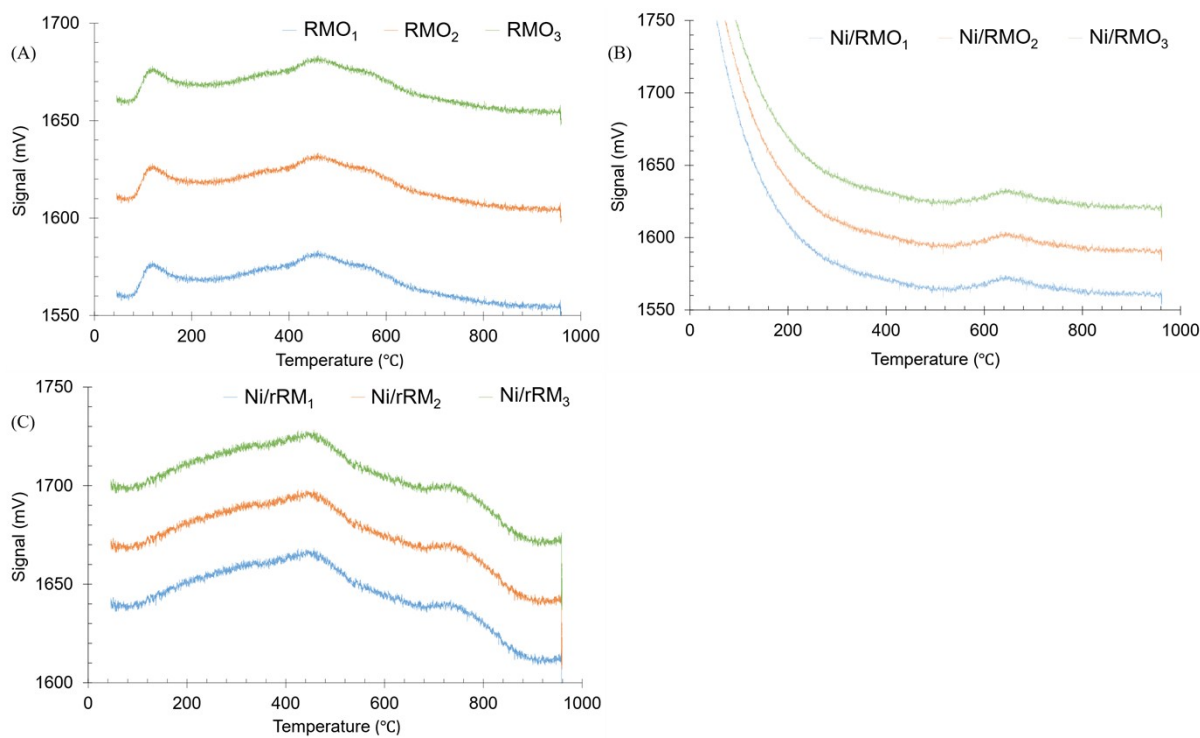 (A)
RMO₁ RMO₂ RMO₃
Signal (mV)
1700
1650
1600
1550
0 200 400 600 800 1000
Temperature (℃)
(B)
Ni/RMO₁ Ni/RMO₂ Ni/RMO₃
Signal (mV)
1750
1700
1650
1600
1550
0 200 400 600 800 1000
Temperature (℃)
(C)
Ni/rRM₁ Ni/rRM₂ Ni/rRM₃
Signal (mV)
1750
1700
1650
1600
0 200 400 600 800 1000
Temperature (℃)